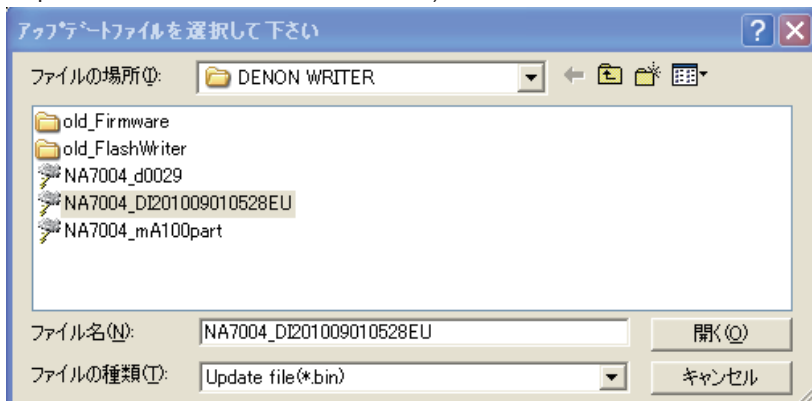 ｱｯﾌﾟﾃﾞｰﾄﾌｧｲﾙを選択して下さい
ファイルの場所(I):
DENON WRITER
old_Firmware
old_FlashWriter
NA7004_d0029
NA7004_DI201009010528EU
NA7004_mA100part
ファイル名(N):
NA7004_DI201009010528EU
開く(O)
ファイルの種類(T):
Update file(*.bin)
キャンセル